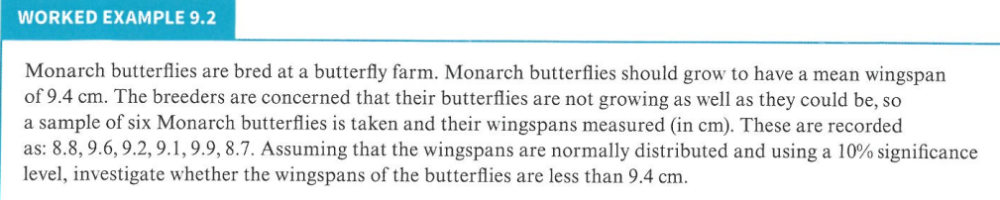 WORKED EXAMPLE 9.2
Monarch butterflies are bred at a butterfly farm. Monarch butterflies should grow to have a mean wingspan
of 9.4 cm. The breeders are concerned that their butterflies are not growing as well as they could be, so
a sample of six Monarch butterflies is taken and their wingspans measured (in cm). These are recorded
as: 8.8, 9.6, 9.2, 9.1, 9.9, 8.7. Assuming that the wingspans are normally distributed and using a 10% significance
level, investigate whether the wingspans of the butterflies are less than 9.4 cm.